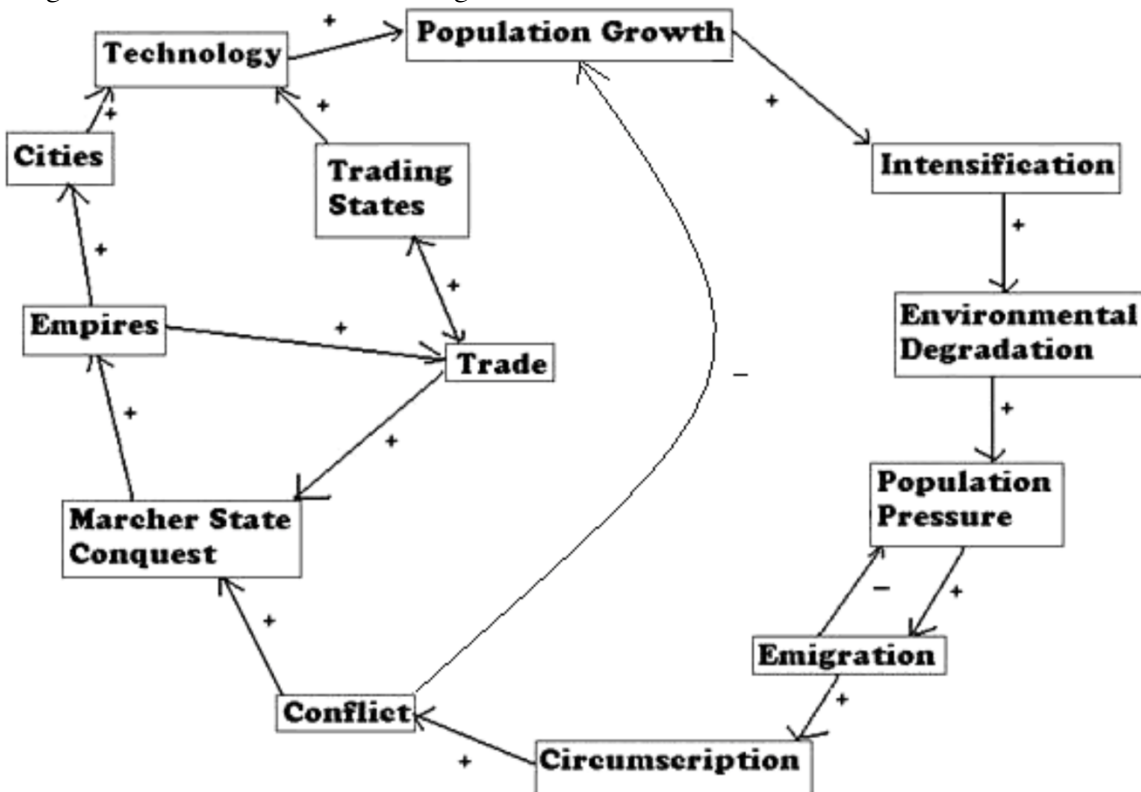 +
Population Growth
Technology
+
+
+
Cities
Trading
States
Intensification
+
+
+
Empires
+
Environmental
Degradation
Trade
−
+
+
+
Population
Pressure
Marcher State
Conquest
−
+
+
Emigration
+
Conflict
Circumscription
+